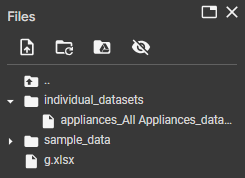 Files
..
individual_datasets
appliances_All Appliances_data...
sample_data
g.xlsx